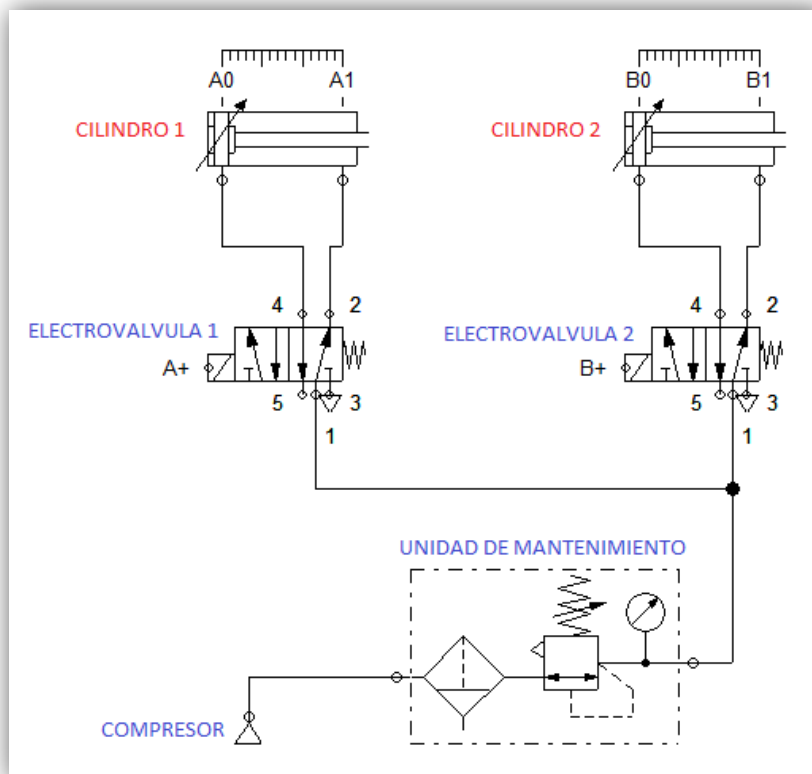 A0 A1 B0 B1
CILINDRO 1 CILINDRO 2
4 2 4 2
ELECTROVALVULA 1 ELECTROVALVULA 2
A+ B+
5 3 5 3
1 1
UNIDAD DE MANTENIMIENTO
COMPRESOR